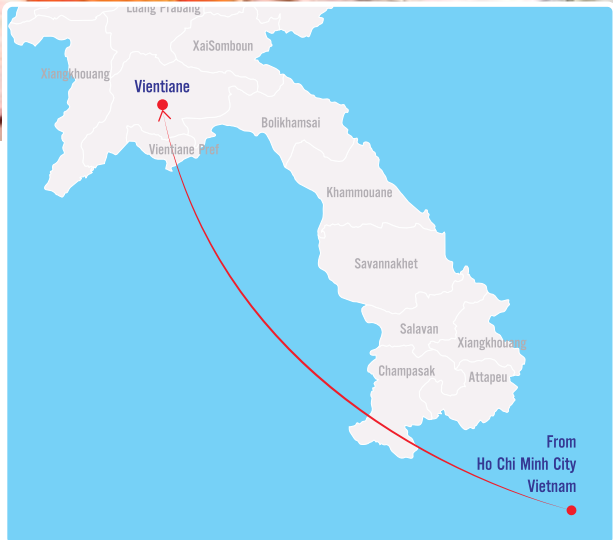 Luang Prabang
XaiSomboun
Xiangkhouang
Vientiane
Bolikhamsai
Vientiane Pref
Khammouane
Savannakhet
Salavan
Xiangkhouang
Champasak
Attapeu
From
Ho Chi Minh City
Vietnam